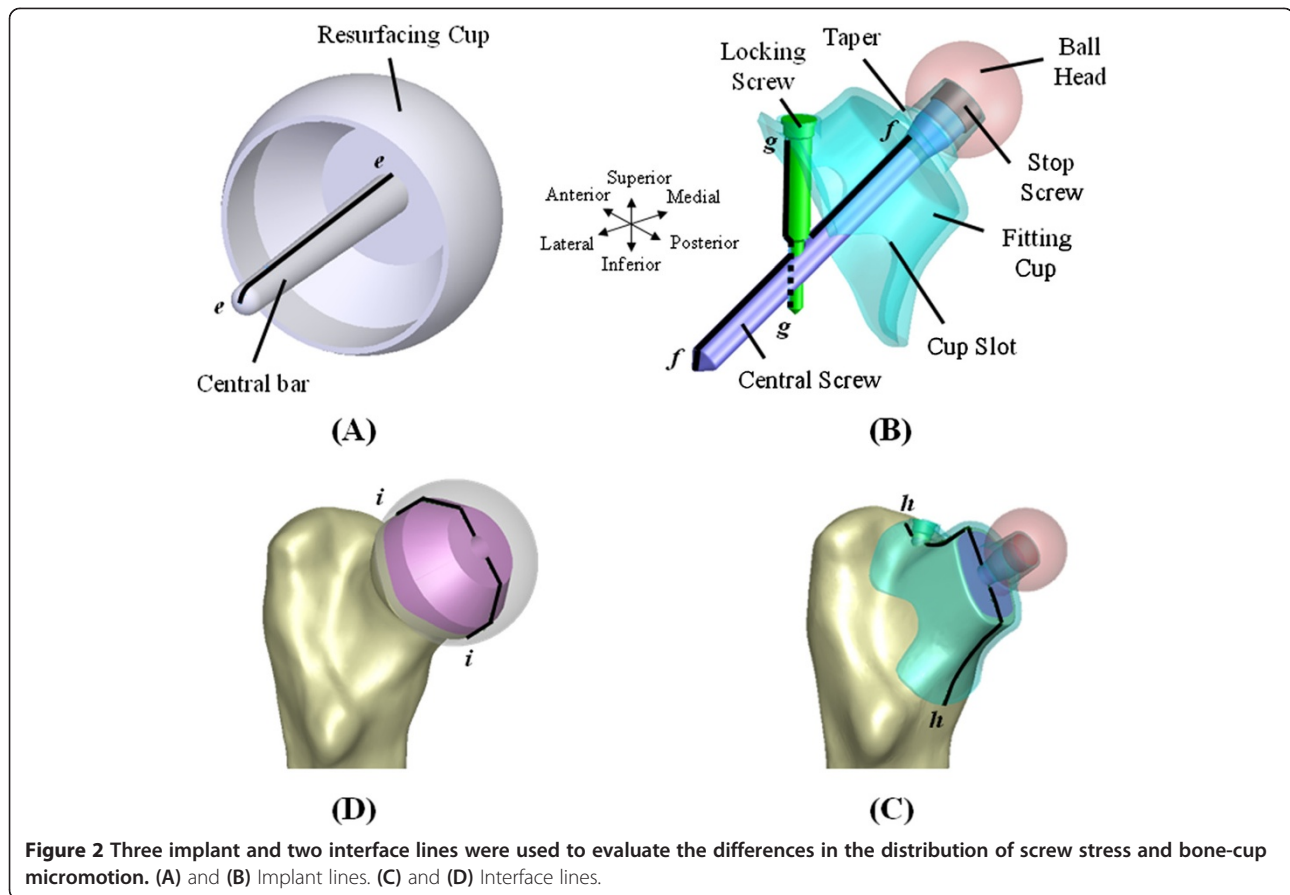 Resurfacing Cup
e
e
Central bar
(A)
Taper
Locking
Screw
Ball
Head
g
f
Stop
Screw
Superior
Anterior Medial
Lateral Posterior
Inferior
Fitting
Cup
g
Cup Slot
f
Central Screw
(B)
i
i
(D)
h
h
(C)
Figure 2 Three implant and two interface lines were used to evaluate the differences in the distribution of screw stress and bone-cup
micromotion. (A) and (B) Implant lines. (C) and (D) Interface lines.